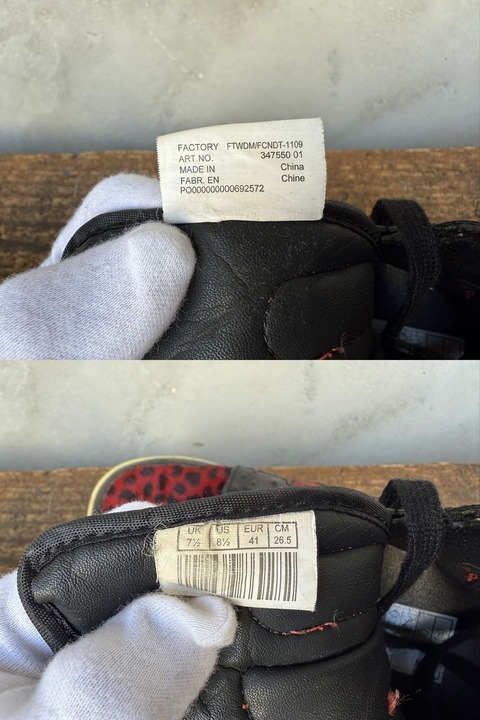 FACTORY FTWDM/FCNDT-1109
ART.NO. 347550 01
MADE IN China
FABR. EN Chine
PO000000000692572
UK US EUR CM
7½ 8½ 41 26.5